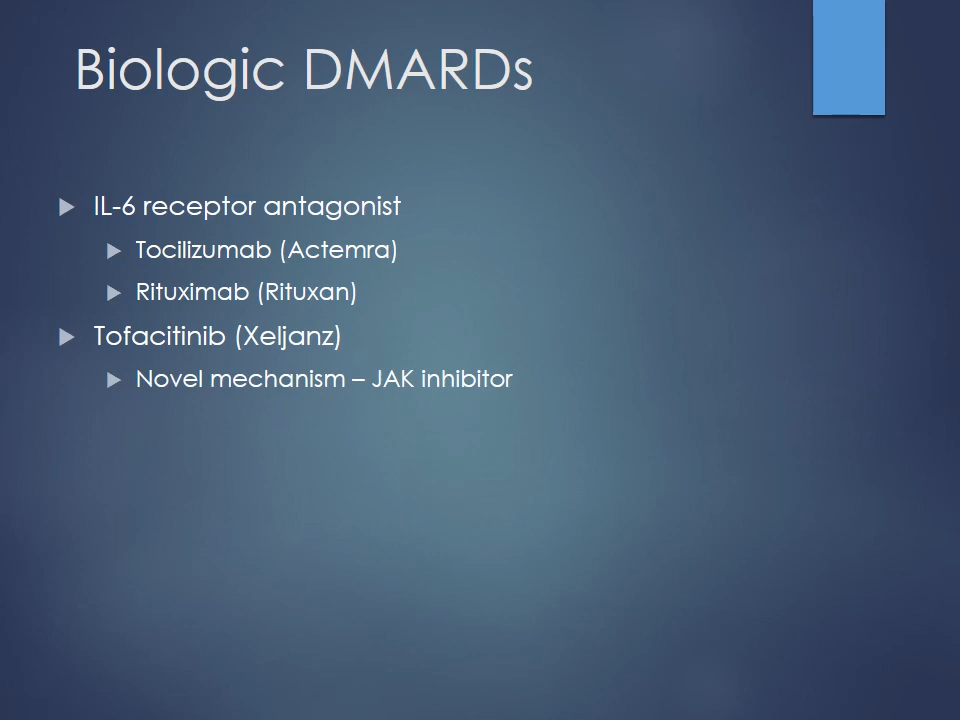 Biologic DMARDs
IL-6 receptor antagonist
Tocilizumab (Actemra)
Rituximab (Rituxan)
Tofacitinib (Xeljanz)
Novel mechanism – JAK inhibitor